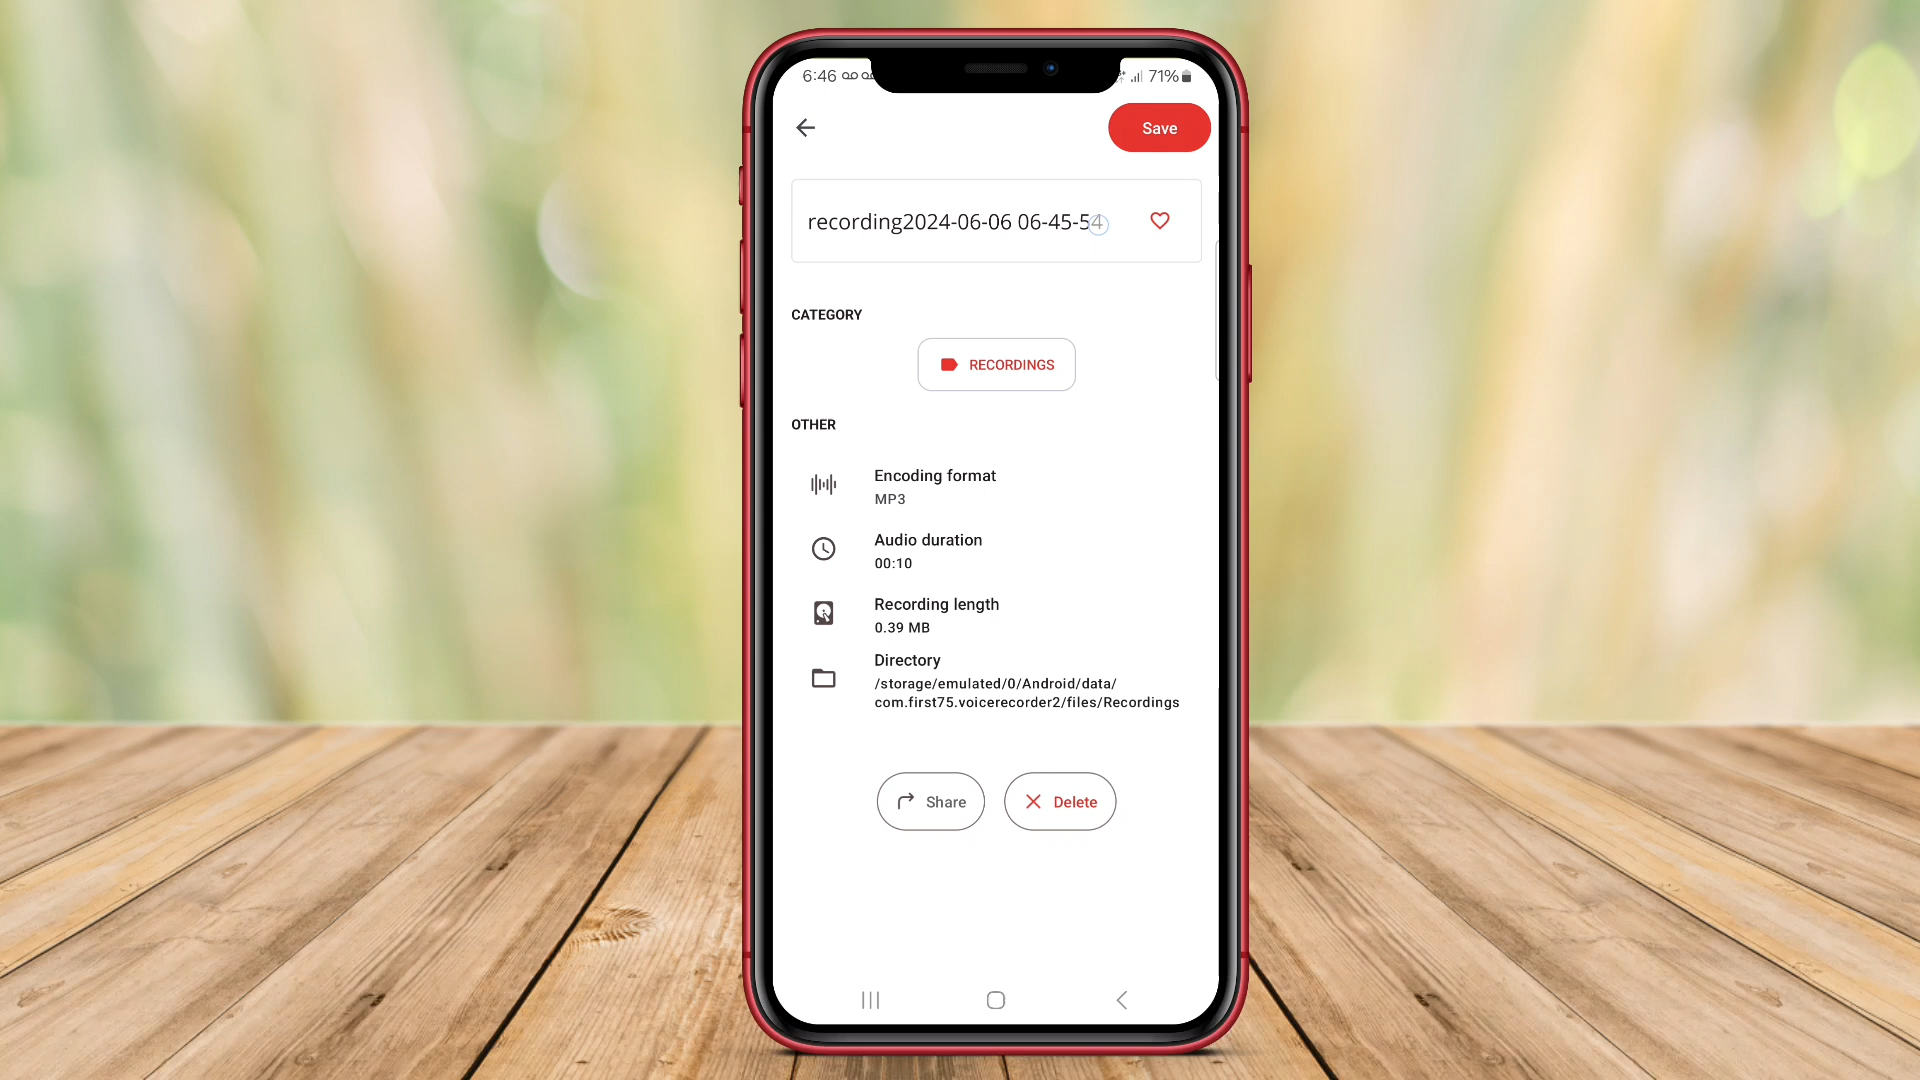 6:46
71%
Save
recording2024-06-06 06-45-54
CATEGORY
RECORDINGS
OTHER
Encoding format
MP3
Audio duration
00:10
Recording length
0.39 MB
Directory
/storage/emulated/0/Android/data/
com.first75.voicerecorder2/files/Recordings
Share
Delete